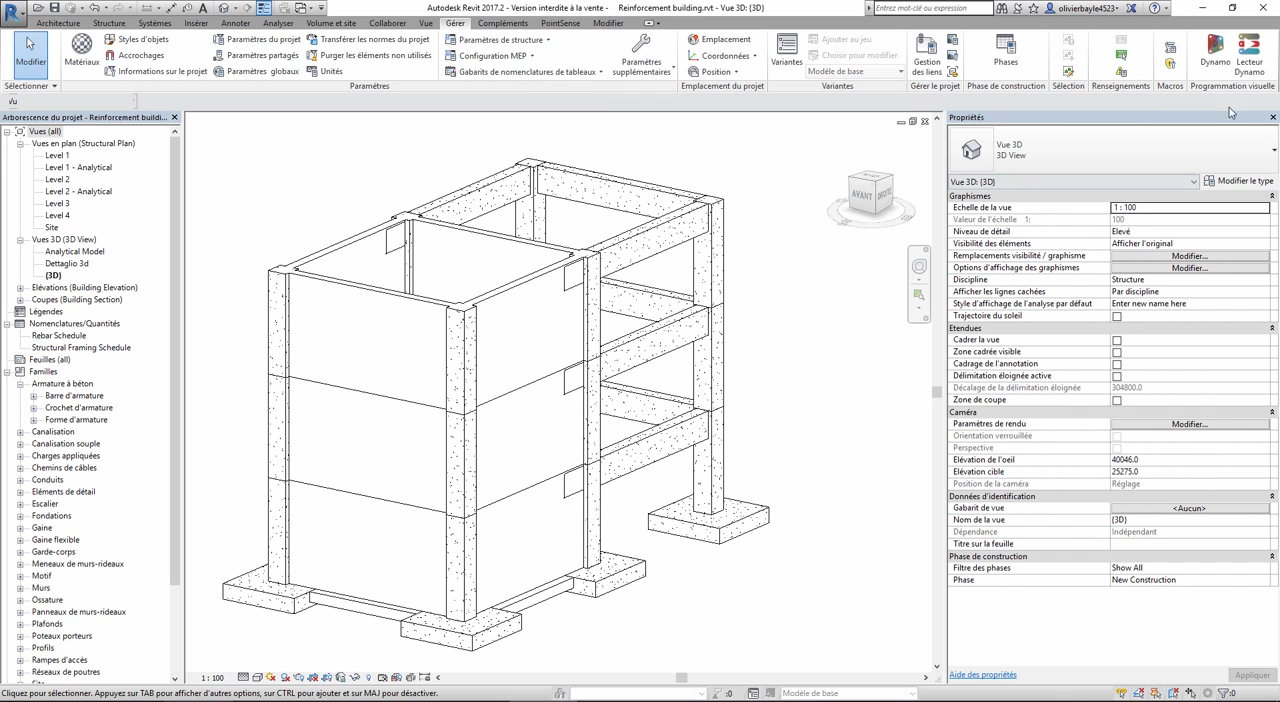 Autodesk Revit 2017.2 - Version interdite à la vente - Reinforcement building.rvt - Vue 3D: {3D}
Entrez mot-clé ou expression
olivierbayle4523...
Architecture Structure Systèmes Insérer Annoter Analyser Volume et site Collaborer Vue Gérer Compléments PointSense Modifier
Modifier
Sélectionner
Matériaux
Styles d'objets
Accrochages
Informations sur le projet
Paramètres du projet
Paramètres partagés
Paramètres globaux
Transférer les normes du projet
Purger les éléments non utilisés
Unités
Paramètres de structure
Configuration MEP
Gabarits de nomenclatures de tableaux
Paramètres
supplémentaires
Paramètres
Emplacement
Coordonnées
Position
Emplacement du projet
Variantes
Ajouter au jeu
Choisir pour modifier
Modèle de base
Variantes
Gestion
des liens
Gérer le projet
Phases
Phase de construction
Sélection
Renseignements
Macros
Dynamo
Lecteur
Dynamo
Programmation visuelle
Arborescence du projet - Reinforcement buildi...
Vues (all)
Vues en plan (Structural Plan)
Level 1
Level 1 - Analytical
Level 2
Level 2 - Analytical
Level 3
Level 4
Site
Vues 3D (3D View)
Analytical Model
Dettaglio 3d
{3D}
Elévations (Building Elevation)
Coupes (Building Section)
Légendes
Nomenclatures/Quantités
Rebar Schedule
Structural Framing Schedule
Feuilles (all)
Familles
Armature à béton
Barre d'armature
Crochet d'armature
Forme d'armature
Canalisation
Canalisation souple
Charges appliquées
Chemins de câbles
Conduits
Eléments de détail
Escalier
Fondations
Gaine
Gaine flexible
Garde-corps
Meneaux de murs-rideaux
Motif
Murs
Ossature
Panneaux de murs-rideaux
Plafonds
Poteaux porteurs
Profils
Rampes d'accès
Réseaux de poutres
AVANT
DROITE
1 : 100
Propriétés
Vue 3D
3D View
Vue 3D: {3D}
Modifier le type
Graphismes
Echelle de la vue 1 : 100
Valeur de l'échelle 1: 100
Niveau de détail Elevé
Visibilité des éléments Afficher l'original
Remplacements visibilité / graphisme Modifier...
Options d'affichage des graphismes Modifier...
Discipline Structure
Afficher les lignes cachées Par discipline
Style d'affichage de l'analyse par défaut Enter new name here
Trajectoire du soleil
Etendues
Cadrer la vue
Zone cadrée visible
Cadrage de l'annotation
Délimitation éloignée active
Décalage de la délimitation éloignée 304800.0
Zone de coupe
Caméra
Paramètres de rendu Modifier...
Orientation verrouillée
Perspective
Elévation de l'oeil 40046.0
Elévation cible 25275.0
Position de la caméra Réglage
Données d'identification
Gabarit de vue <Aucun>
Nom de la vue {3D}
Dépendance Indépendant
Titre sur la feuille
Phase de construction
Filtre des phases Show All
Phase New Construction
Aide des propriétés
Appliquer
Cliquez pour sélectionner. Appuyez sur TAB pour afficher d'autres options, sur CTRL pour ajouter et sur MAJ pour désactiver.
:0
Modèle de base
:0